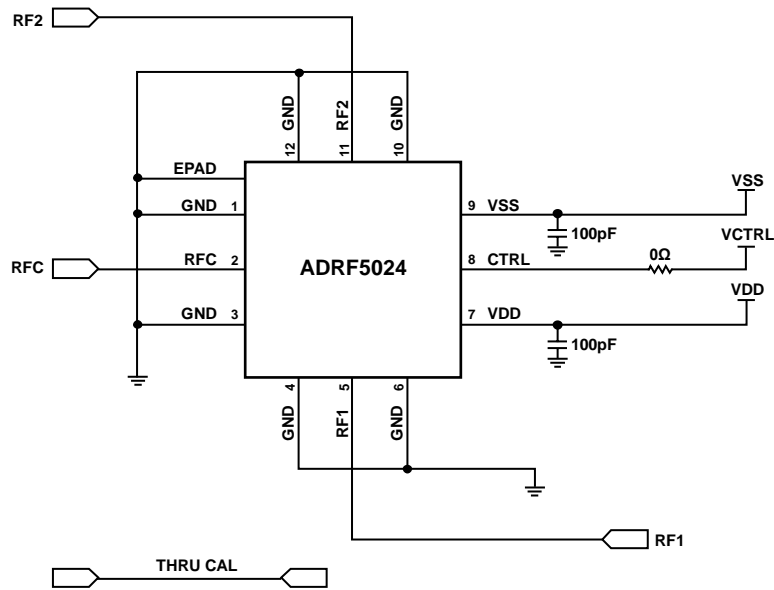 RF2
GND
RF2
GND
12
11
10
EPAD
GND 1
9 VSS
VSS
100pF
VCTRL
RFC
RFC 2
ADRF5024
8 CTRL
0Ω
VDD
GND 3
7 VDD
100pF
4
5
6
GND
RF1
GND
RF1
THRU CAL